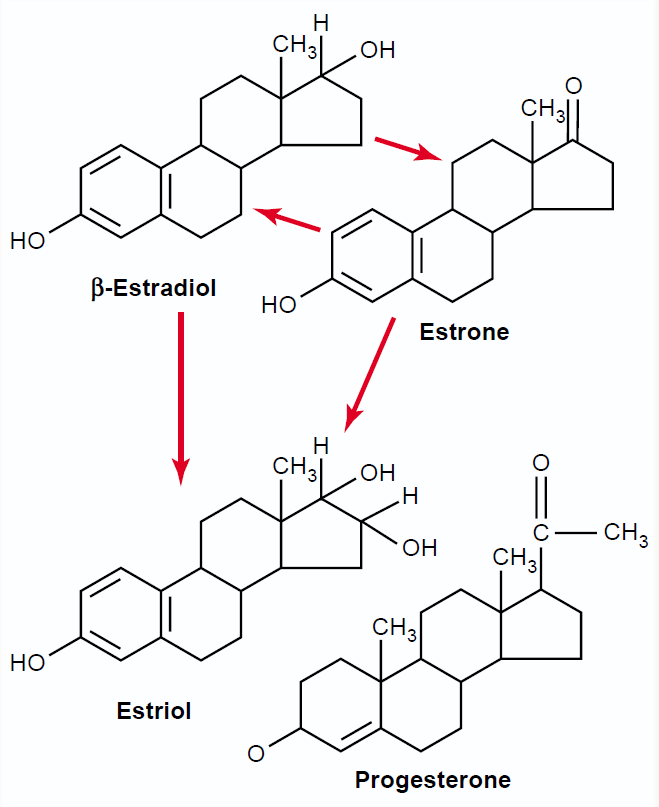 H
CH₃
OH
HO
β-Estradiol
O
CH₃
HO
Estrone
H
CH₃
OH
H
OH
HO
Estriol
O
C
CH₃
CH₃
CH₃
O
Progesterone